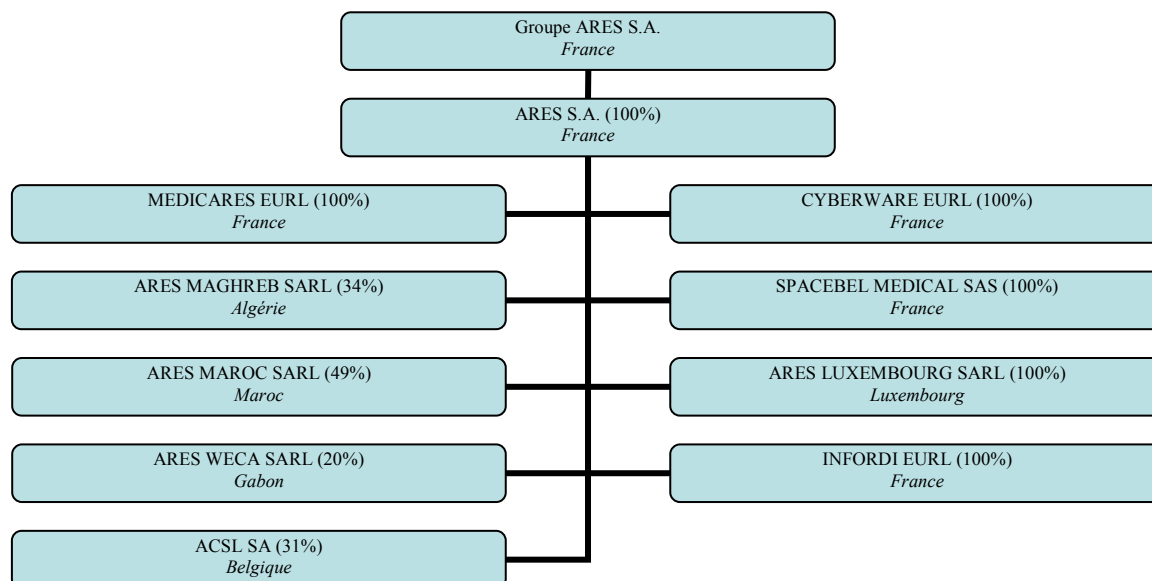 Groupe ARES S.A.
France
ARES S.A. (100%)
France
MEDICARES EURL (100%)
France
CYBERWARE EURL (100%)
France
ARES MAGHREB SARL (34%)
Algérie
SPACEBEL MEDICAL SAS (100%)
France
ARES MAROC SARL (49%)
Maroc
ARES LUXEMBOURG SARL (100%)
Luxembourg
ARES WECA SARL (20%)
Gabon
INFORDI EURL (100%)
France
ACSL SA (31%)
Belgique